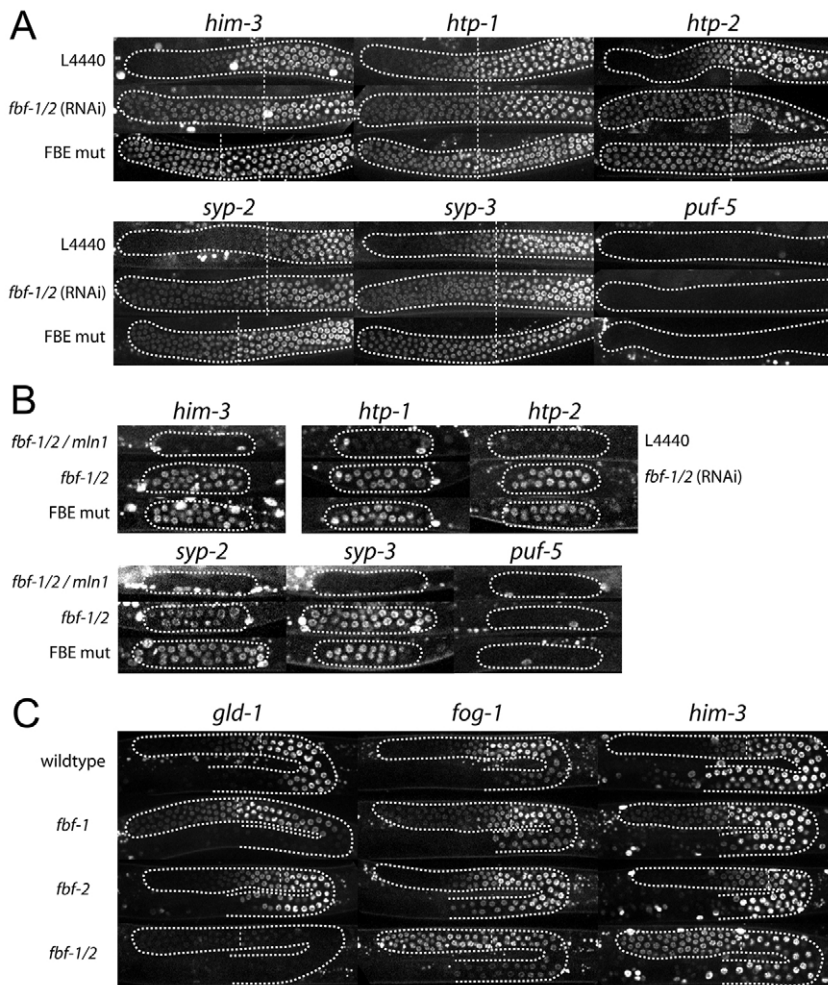 A
him-3 htp-1 htp-2
L4440
fbf-1/2 (RNAi)
FBE mut
syp-2 syp-3 puf-5
L4440
fbf-1/2 (RNAi)
FBE mut
B
him-3 htp-1 htp-2
fbf-1/2 / mIn1 L4440
fbf-1/2 fbf-1/2 (RNAi)
FBE mut
syp-2 syp-3 puf-5
fbf-1/2 / mIn1
fbf-1/2
FBE mut
C
gld-1 fog-1 him-3
wildtype
fbf-1
fbf-2
fbf-1/2